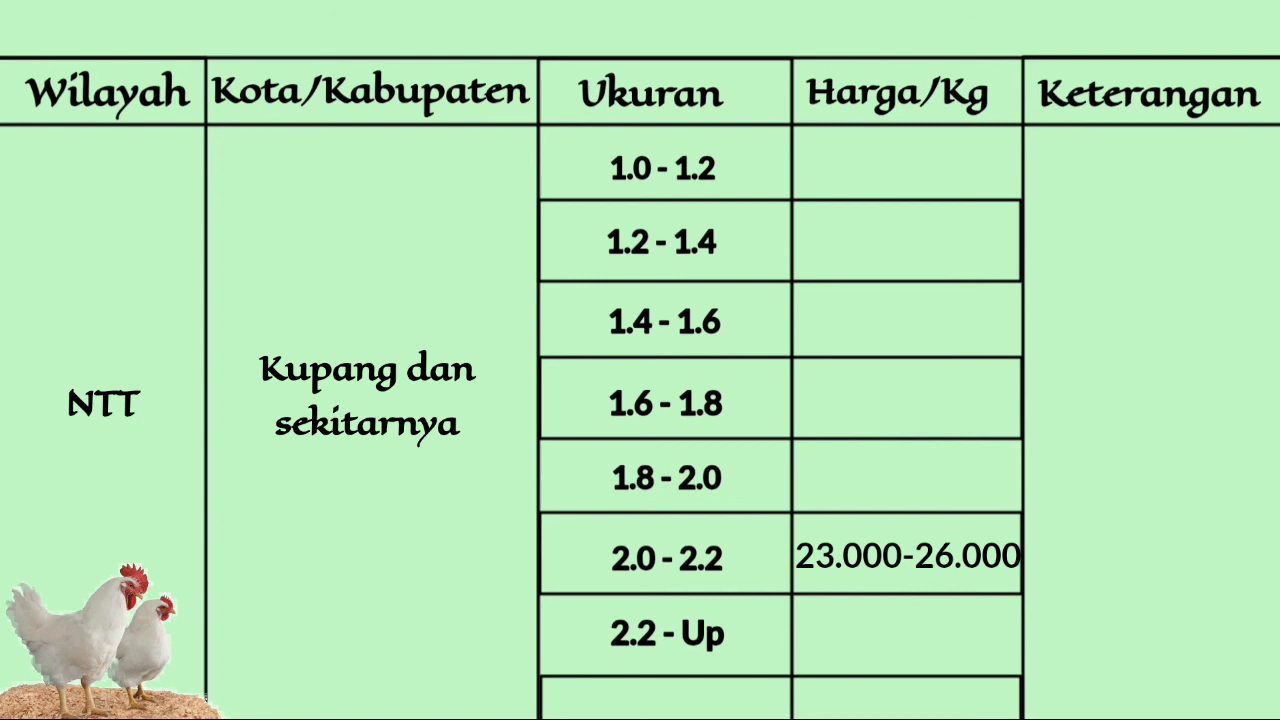 Wilayah Kota/Kabupaten Ukuran Harga/Kg Keterangan
1.0 - 1.2
1.2 - 1.4
1.4 - 1.6
Kupang dan
sekitarnya
NTT
1.6 - 1.8
1.8 - 2.0
2.0 - 2.2 23.000-26.000
2.2 - Up